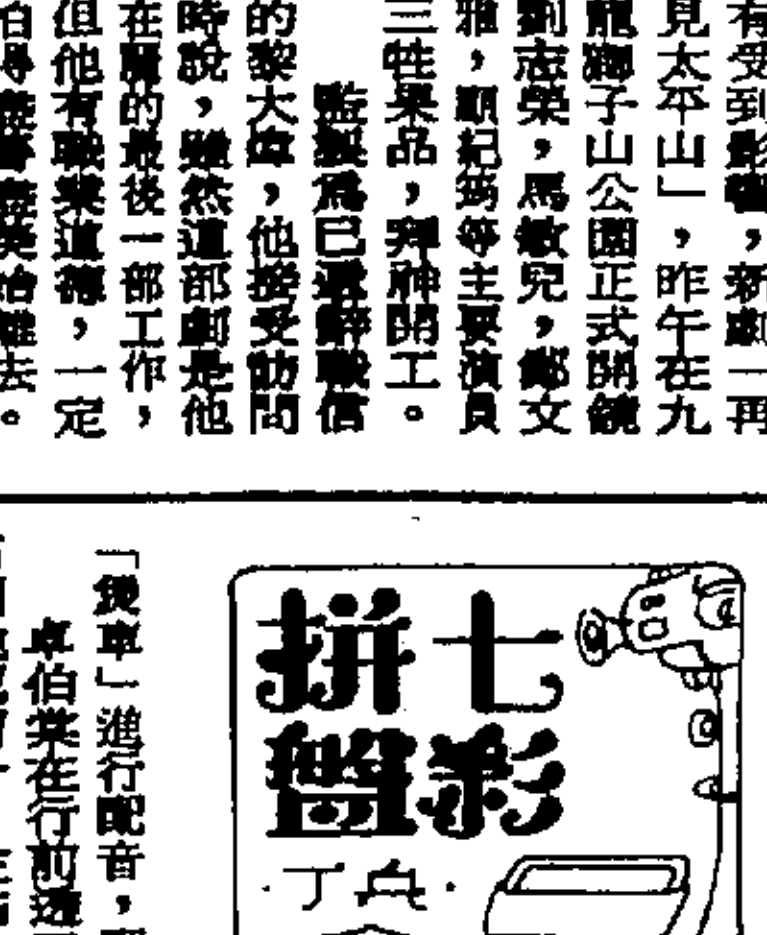 有受到影響，新劇「一再
見太平山」，昨午在九
龍獅子山公園正式開鏡
劉志榮，馬敏兒，鄭文
雅，顧紀筠等主要演員
三牲果品，拜神開工。
監製爲已遞辭職信
的黎大煒，他接受訪問
時說，雖然這部劇是他
在麗的最後一部工作，
但他有職業道德，一定
去。
七彩
拼盤
·丁兵·
「煲車」進行配音，
卓伯棠在行前透